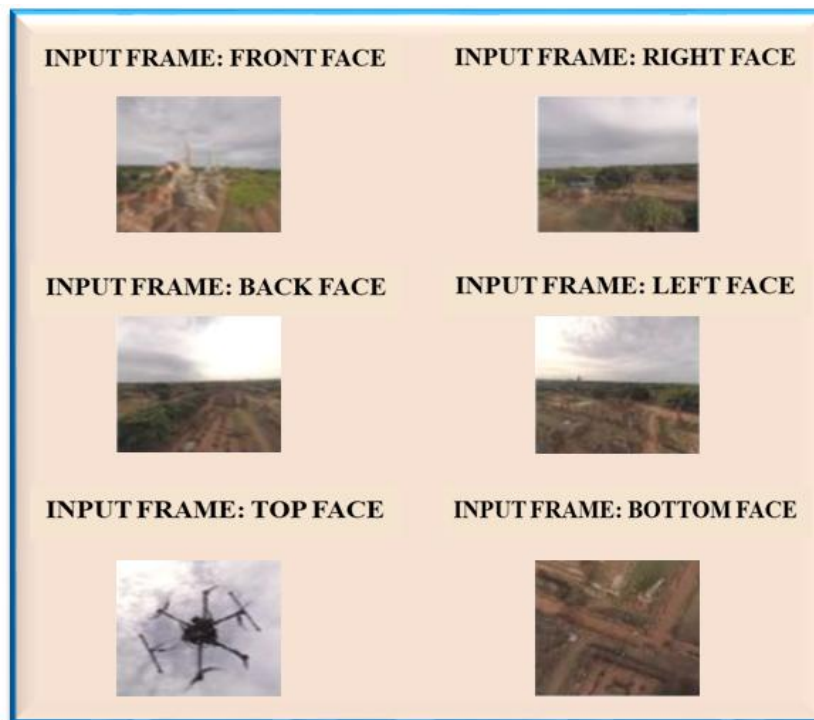 INPUT FRAME: FRONT FACE
INPUT FRAME: RIGHT FACE
INPUT FRAME: BACK FACE
INPUT FRAME: LEFT FACE
INPUT FRAME: TOP FACE
INPUT FRAME: BOTTOM FACE